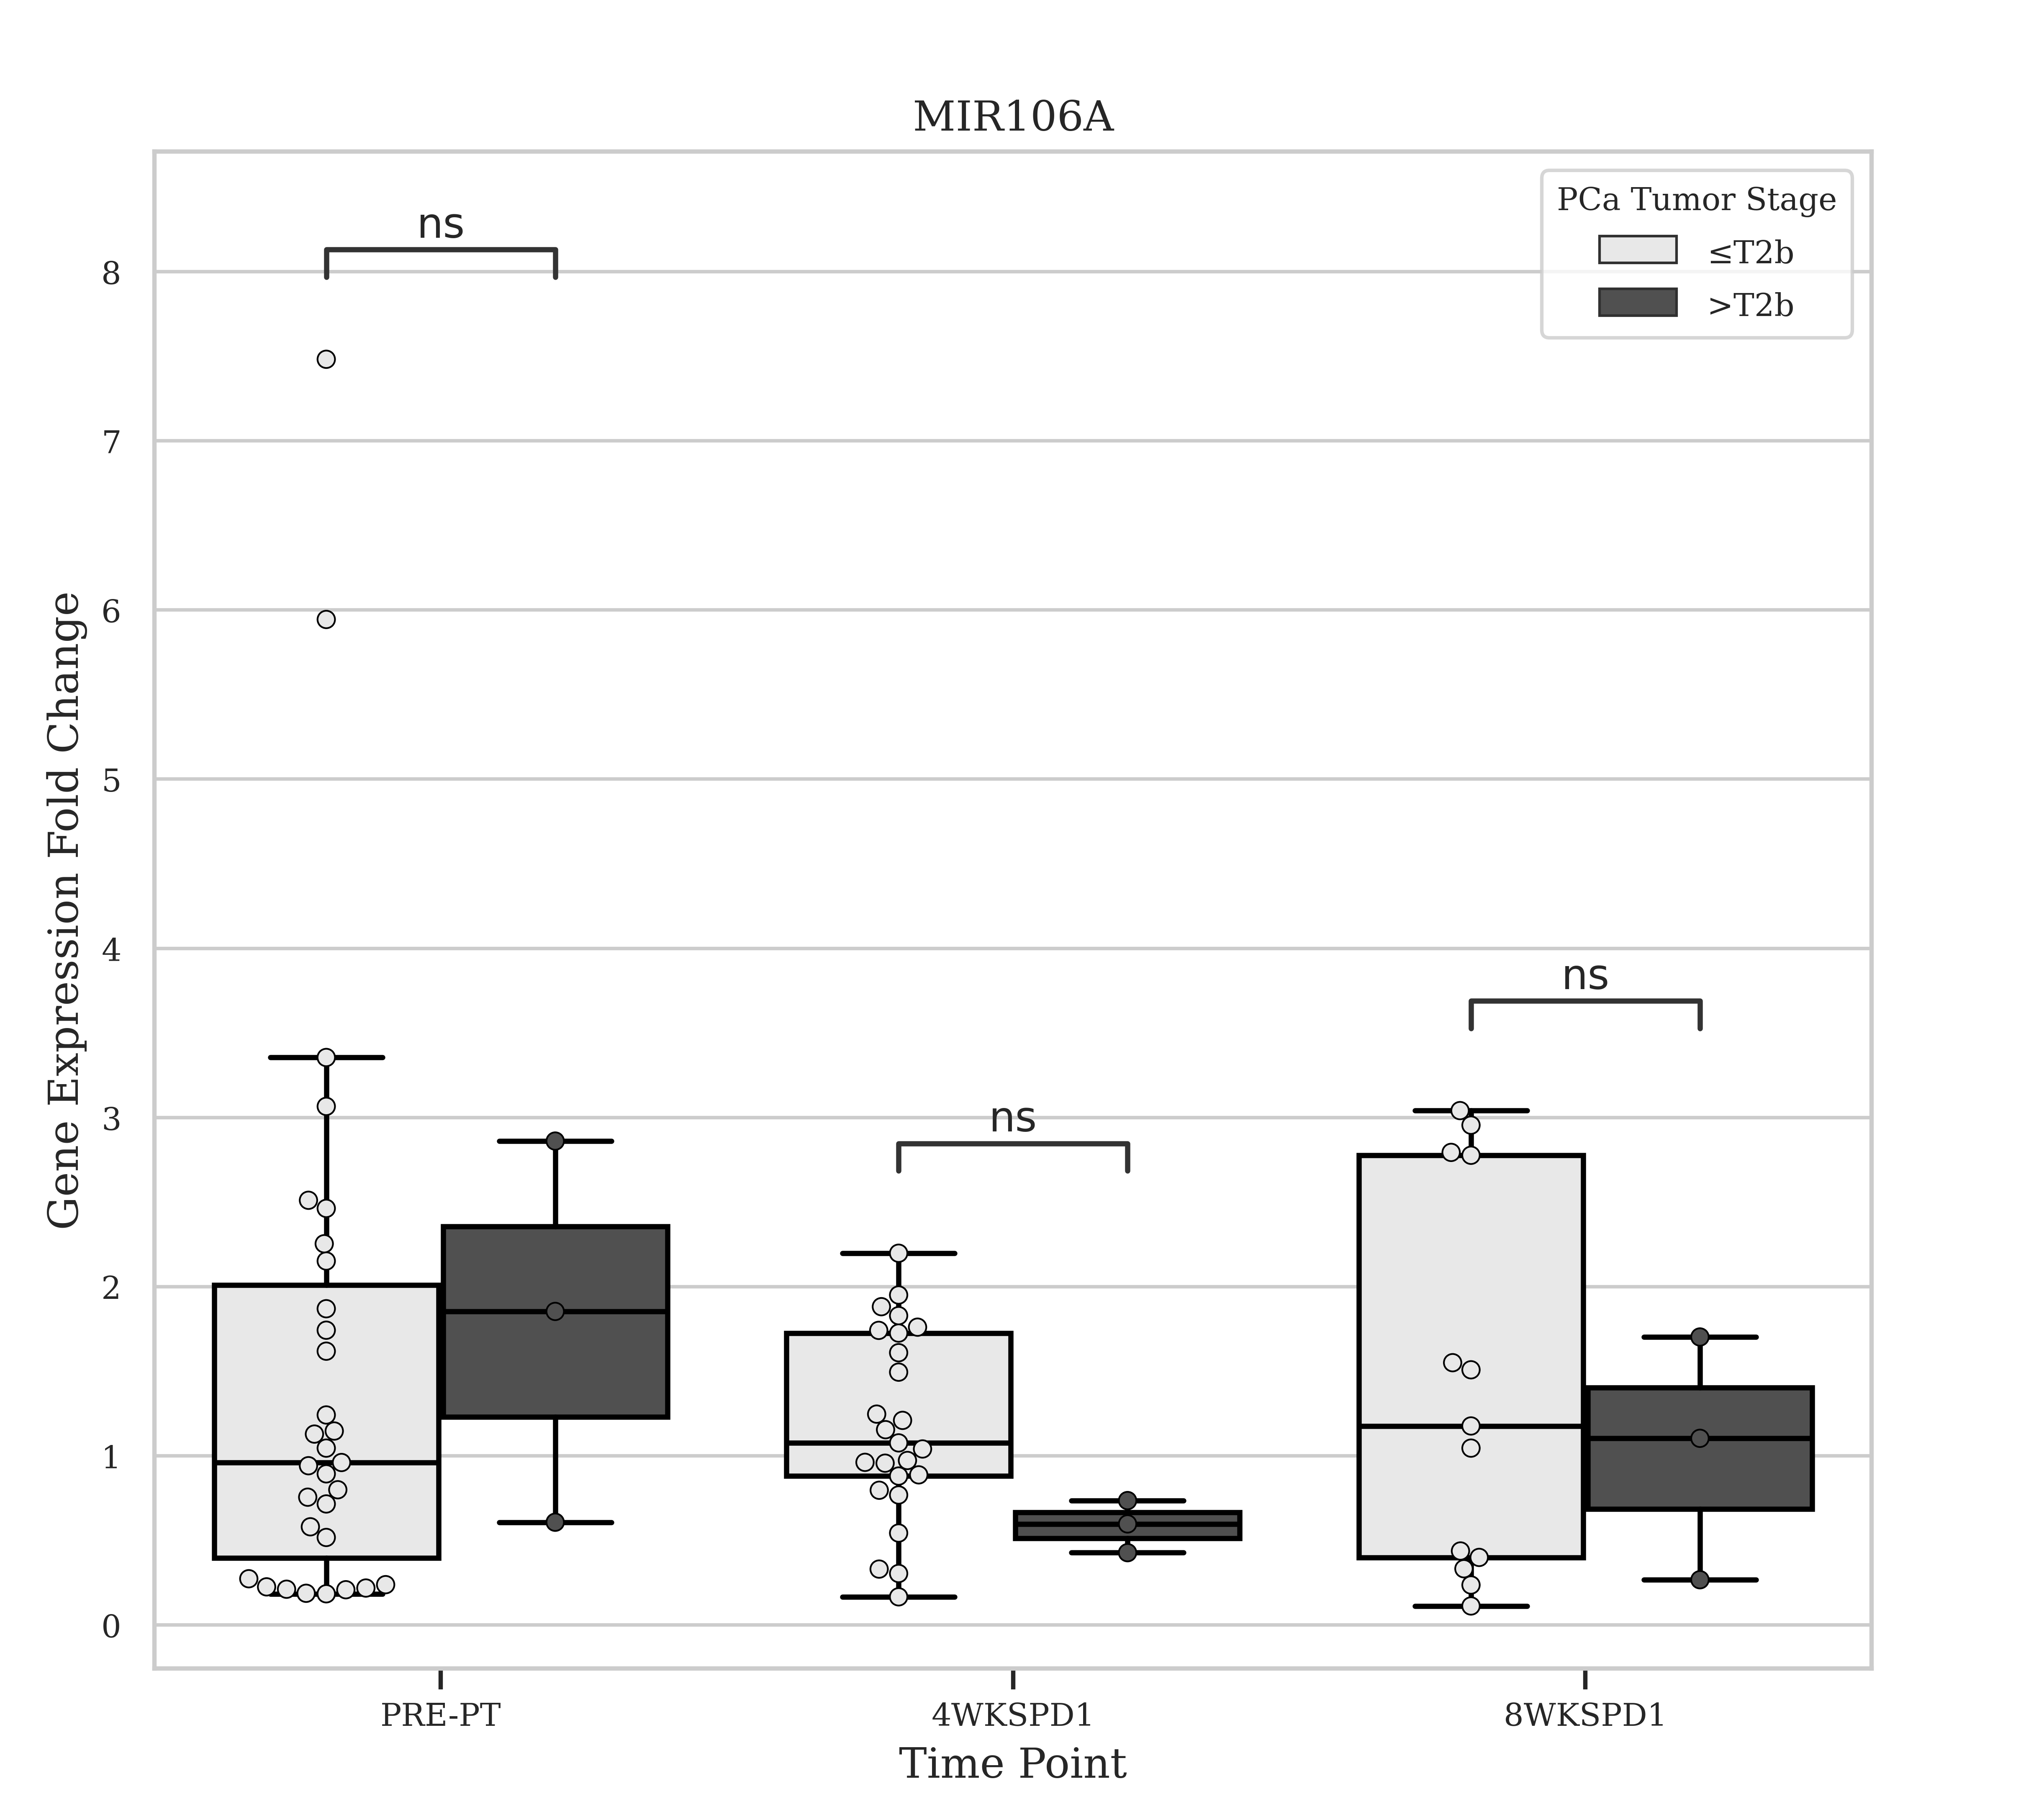 MIR106A
ns
PCa Tumor Stage
≤T2b
>T2b
8
7
6
5
4
3
2
1
0
ns
ns
Gene Expression Fold Change
PRE-PT
4WKSPD1
8WKSPD1
Time Point